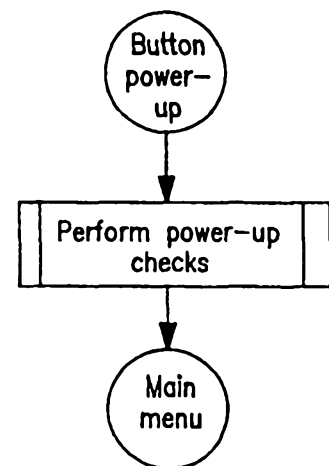 Button
power-
up
Perform power-up
checks
Main
menu